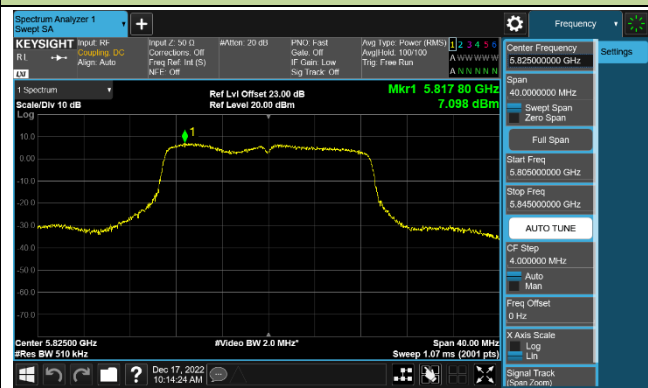 Spectrum Analyzer 1
Swept SA
Frequency
KEYSIGHT
Input: RF
Input Z: 50 Ω
#Atten: 20 dB
PNO: Fast
Avg Type: Power (RMS)
1 2 3 4 5 6
RL
Coupling: DC
Corrections: Off
Gate: Off
Avg|Hold: 100/100
A W W W W W
Align: Auto
Freq Ref: Int (S)
IF Gain: Low
Trig: Free Run
NFE: Off
Sig Track: Off
A N N N N N
LXI
Center Frequency
5.825000000 GHz
Settings
Span
40.0000000 MHz
Swept Span
Zero Span
Full Span
Start Freq
5.805000000 GHz
Stop Freq
5.845000000 GHz
AUTO TUNE
CF Step
4.000000 MHz
Auto
Man
Freq Offset
0 Hz
X Axis Scale
Log
Lin
Signal Track
(Span Zoom)
1 Spectrum
Ref Lvl Offset 23.00 dB
Mkr1 5.817 80 GHz
Scale/Div 10 dB
Ref Level 20.00 dBm
7.098 dBm
Log
1
10.0
0.00
-10.0
-20.0
-30.0
-40.0
-50.0
-60.0
-70.0
Center 5.82500 GHz
#Video BW 2.0 MHz*
Span 40.00 MHz
#Res BW 510 kHz
Sweep 1.07 ms (2001 pts)
Dec 17, 2022
10:14:24 AM